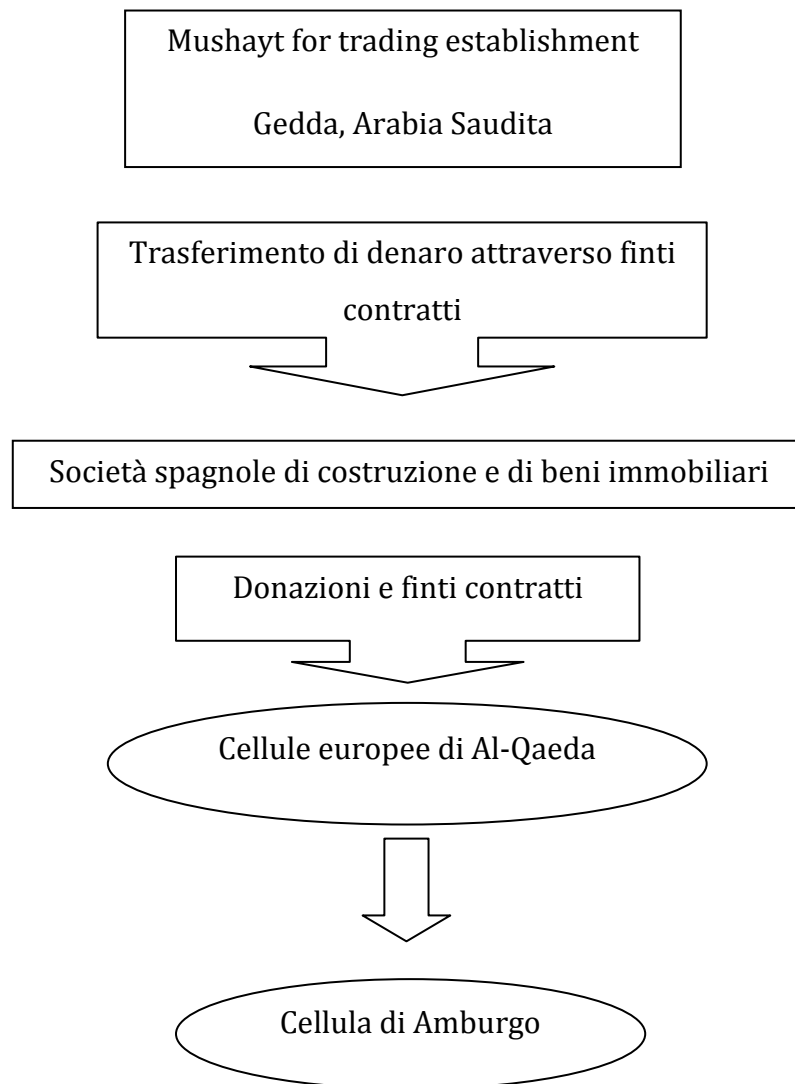 Mushayt for trading establishment
Gedda, Arabia Saudita
Trasferimento di denaro attraverso finti
contratti
Società spagnole di costruzione e di beni immobiliari
Donazioni e finti contratti
Cellule europee di Al-Qaeda
Cellula di Amburgo